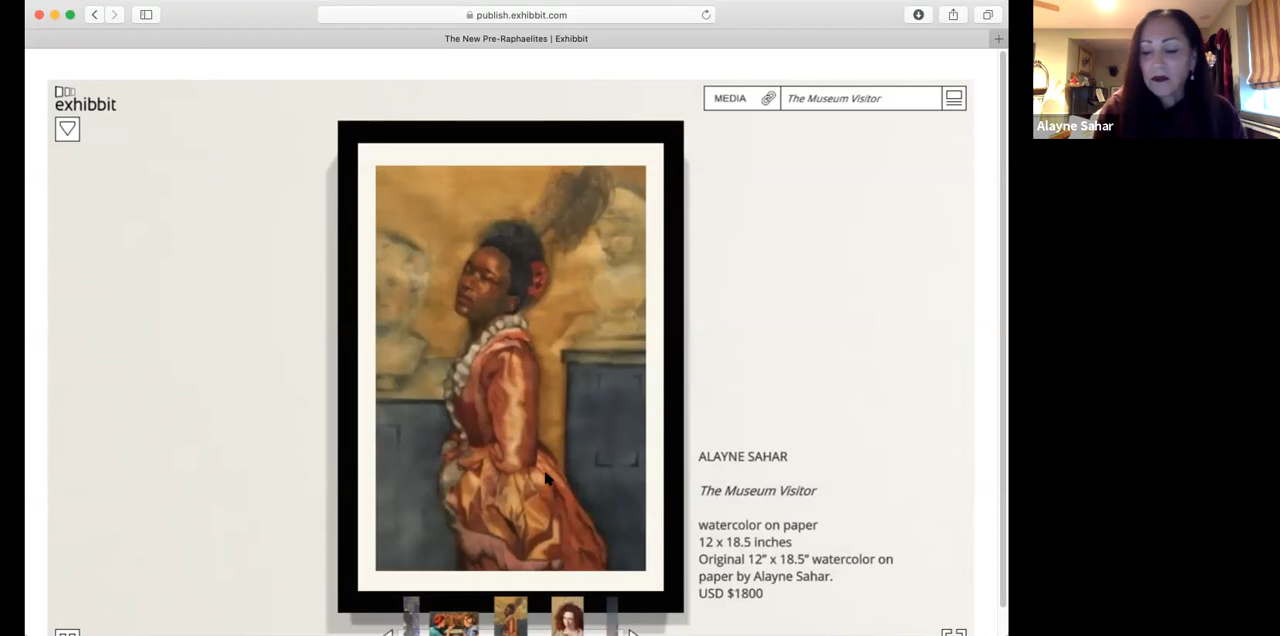 publish.exhibbit.com
The New Pre-Raphaelites | Exhibbit
exhibbit
MEDIA
The Museum Visitor
Alayne Sahar
ALAYNE SAHAR
The Museum Visitor
watercolor on paper
12 x 18.5 inches
Original 12” x 18.5” watercolor on
paper by Alayne Sahar.
USD $1800